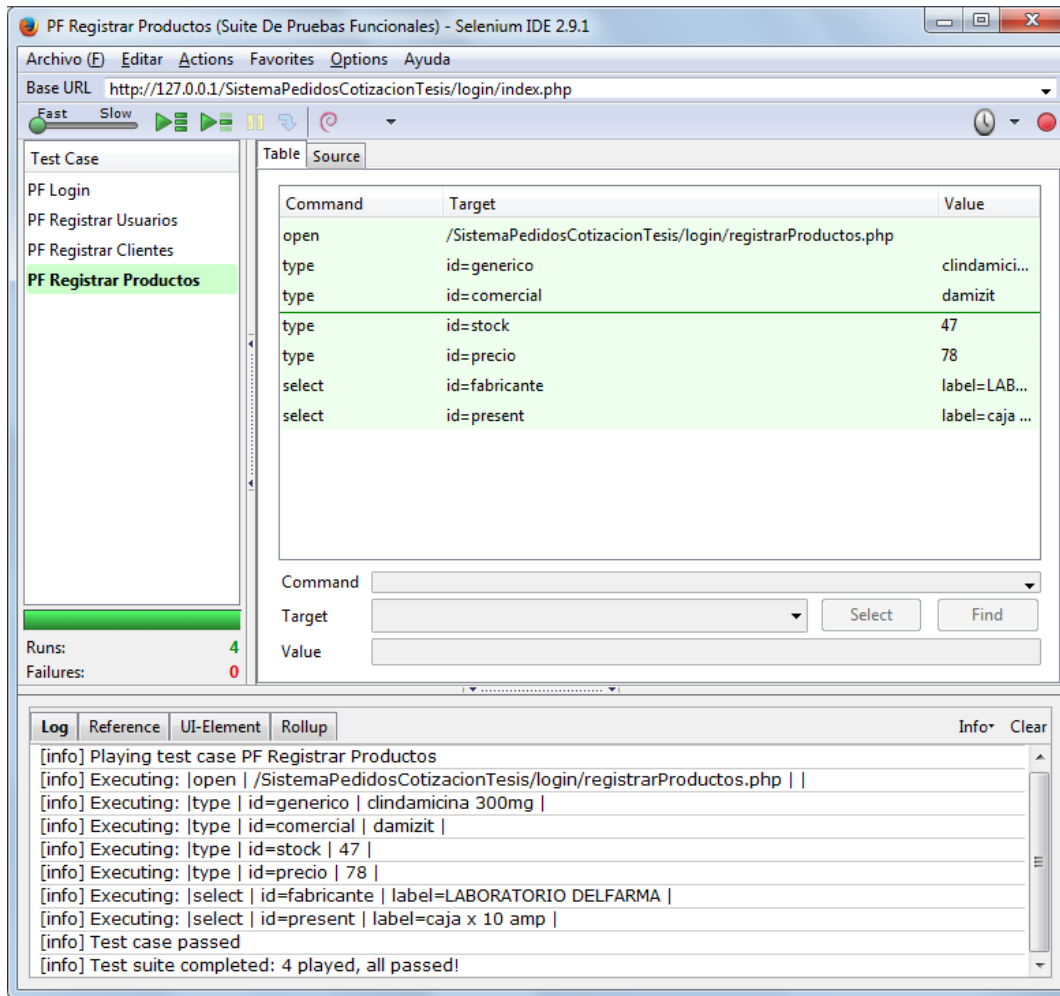 PF Registrar Productos (Suite De Pruebas Funcionales) - Selenium IDE 2.9.1
Archivo (F) Editar Actions Favorites Options Ayuda
Base URL http://127.0.0.1/SistemaPedidosCotizacionTesis/login/index.php
Fast Slow
Test Case
PF Login
PF Registrar Usuarios
PF Registrar Clientes
PF Registrar Productos
Runs: 4
Failures: 0
Table Source
Command Target Value
open /SistemaPedidosCotizacionTesis/login/registrarProductos.php
type id=generico clindamici...
type id=comercial damizit
type id=stock 47
type id=precio 78
select id=fabricante label=LAB...
select id=present label=caja ...
Command
Target Select Find
Value
Log Reference UI-Element Rollup Info Clear
[info] Playing test case PF Registrar Productos
[info] Executing: |open | /SistemaPedidosCotizacionTesis/login/registrarProductos.php | |
[info] Executing: |type | id=generico | clindamicina 300mg |
[info] Executing: |type | id=comercial | damizit |
[info] Executing: |type | id=stock | 47 |
[info] Executing: |type | id=precio | 78 |
[info] Executing: |select | id=fabricante | label=LABORATORIO DELFARMA |
[info] Executing: |select | id=present | label=caja x 10 amp |
[info] Test case passed
[info] Test suite completed: 4 played, all passed!